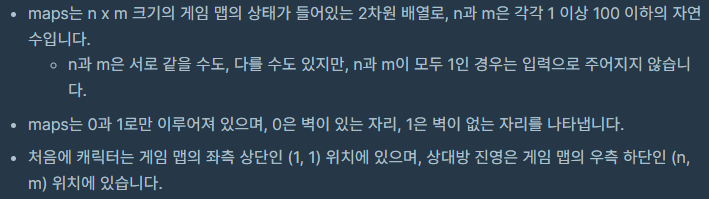 • maps는 n x m 크기의 게임 맵의 상태가 들어있는 2차원 배열로, n과 m은 각각 1 이상 100 이하의 자연
수입니다.
◦ n과 m은 서로 같을 수도, 다를 수도 있지만, n과 m이 모두 1인 경우는 입력으로 주어지지 않습니
다.
• maps는 0과 1로만 이루어져 있으며, 0은 벽이 있는 자리, 1은 벽이 없는 자리를 나타냅니다.
• 처음에 캐릭터는 게임 맵의 좌측 상단인 (1, 1) 위치에 있으며, 상대방 진영은 게임 맵의 우측 하단인 (n,
m) 위치에 있습니다.